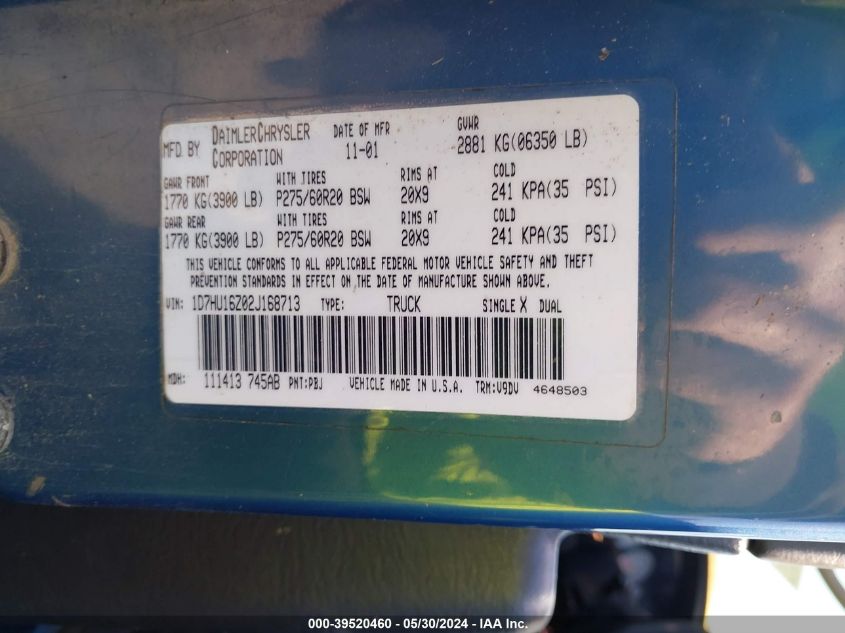 MFD BY DAIMLERCHRYSLER CORPORATION DATE OF MFR 11-01 GVWR 2881 KG(06350 LB)
GAWR FRONT WITH TIRES RIMS AT COLD
1770 KG(3900 LB) P275/60R20 BSW 20X9 241 KPA(35 PSI)
GAWR REAR WITH TIRES RIMS AT COLD
1770 KG(3900 LB) P275/60R20 BSW 20X9 241 KPA(35 PSI)
THIS VEHICLE CONFORMS TO ALL APPLICABLE FEDERAL MOTOR VEHICLE SAFETY AND THEFT
PREVENTION STANDARDS IN EFFECT ON THE DATE OF MANUFACTURE SHOWN ABOVE.
VIN: 1D7HU16Z02J168713 TYPE: TRUCK SINGLE X DUAL
MDH: 111413 745AB PNT:PBJ VEHICLE MADE IN U.S.A. TRM:V9DV 4648503
000-39520460 - 05/30/2024 - IAA Inc.